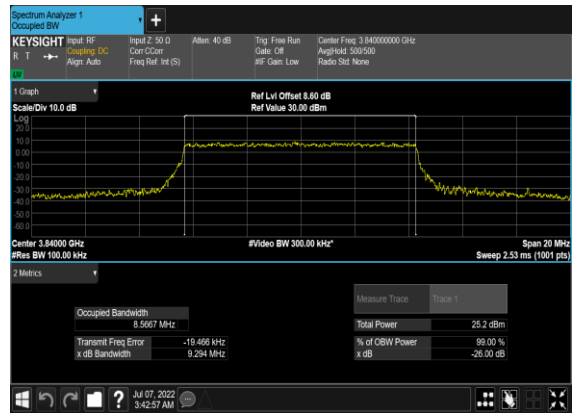 Spectrum Analyzer 1
Occupied BW
+
KEYSIGHT Input: RF Input Z: 50 Ω Atten: 40 dB Trig: Free Run Center Freq: 3.840000000 GHz
R T Coupling: DC Corr CCorr Gate: Off Avg|Hold: 500/500
Align: Auto Freq Ref: Int (S) #IF Gain: Low Radio Std: None
LW
1 Graph
Ref Lvl Offset 8.60 dB
Scale/Div 10.0 dB Ref Value 30.00 dBm
Log
20.0
10.0
0.00
-10.0
-20.0
-30.0
-40.0
-50.0
-60.0
Center 3.84000 GHz #Video BW 300.00 kHz* Span 20 MHz
#Res BW 100.00 kHz Sweep 2.53 ms (1001 pts)
2 Metrics
Measure Trace Trace 1
Occupied Bandwidth
8.5667 MHz Total Power 25.2 dBm
Transmit Freq Error -19.466 kHz % of OBW Power 99.00 %
x dB Bandwidth 9.294 MHz x dB -26.00 dB
? Jul 07, 2022
3:42:57 AM